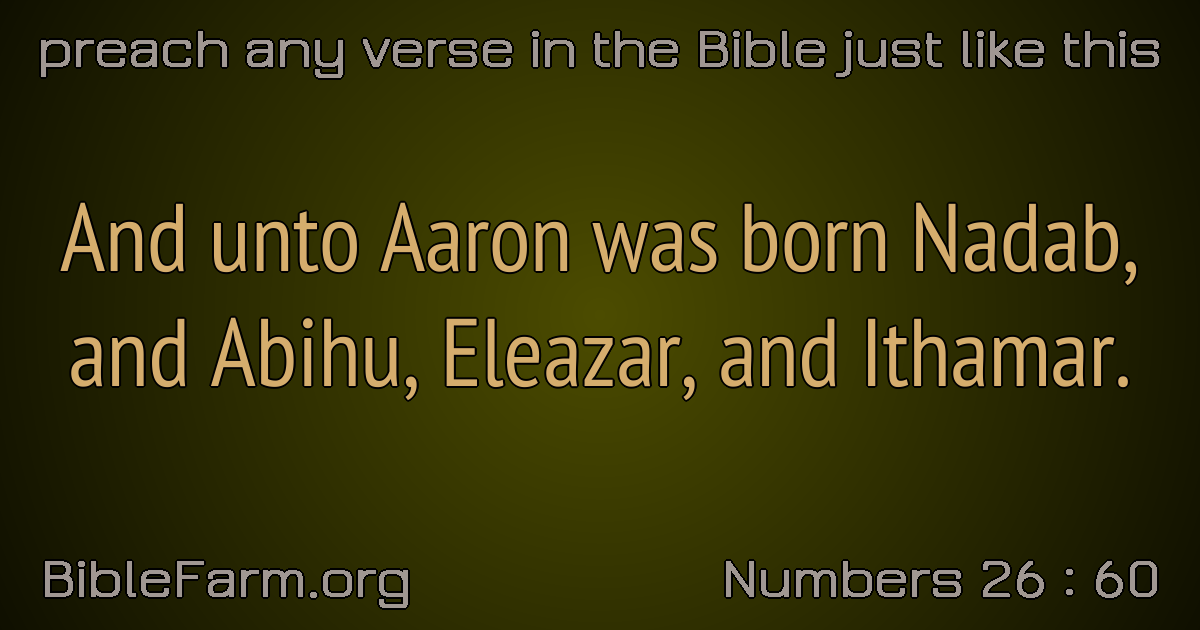 preach any verse in the Bible just like this
And unto Aaron was born Nadab,
and Abihu, Eleazar, and Ithamar.
BibleFarm.org
Numbers 26 : 60